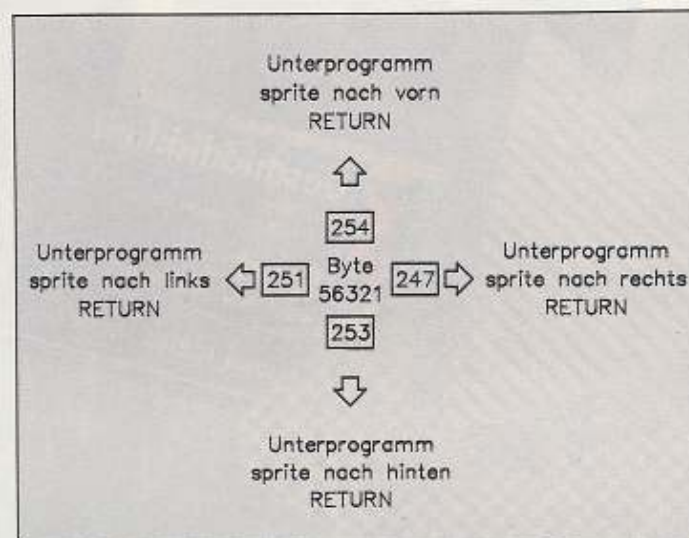 Unterprogramm
sprite nach vorn
RETURN
254
Unterprogramm
sprite nach links
RETURN
251
Byte
56321
247
Unterprogramm
sprite nach rechts
RETURN
253
Unterprogramm
sprite nach hinten
RETURN